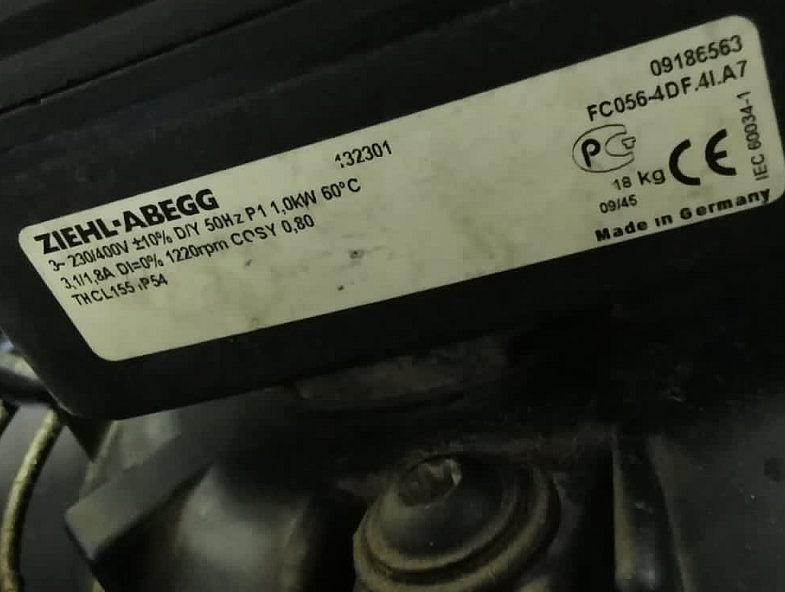 ZIEHL-ABEGG
132301
3~ 230/400V ±10% D/Y 50Hz P1 1,0kW 60°C
3,1/1,8A DI=0% 1220rpm COSY 0,80
THCL155 IP54
09186563
FC056-4DF.4I.A7
IEC 60034-1
18 kg CE
09/45
Made in Germany